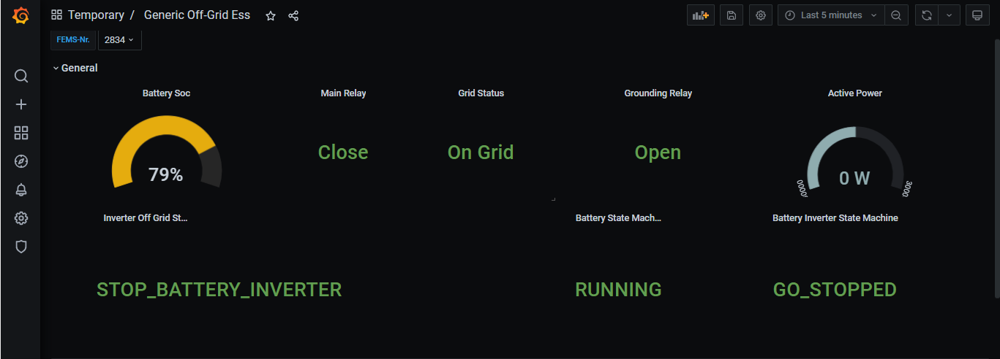 Temporary / Generic Off-Grid Ess
Last 5 minutes
FEMS-Nr. 2834
General
Battery Soc
Main Relay
Grid Status
Grounding Relay
Active Power
79%
Close
On Grid
Open
0 W
Inverter Off Grid St...
Battery State Mach...
Battery Inverter State Machine
STOP_BATTERY_INVERTER
RUNNING
GO_STOPPED